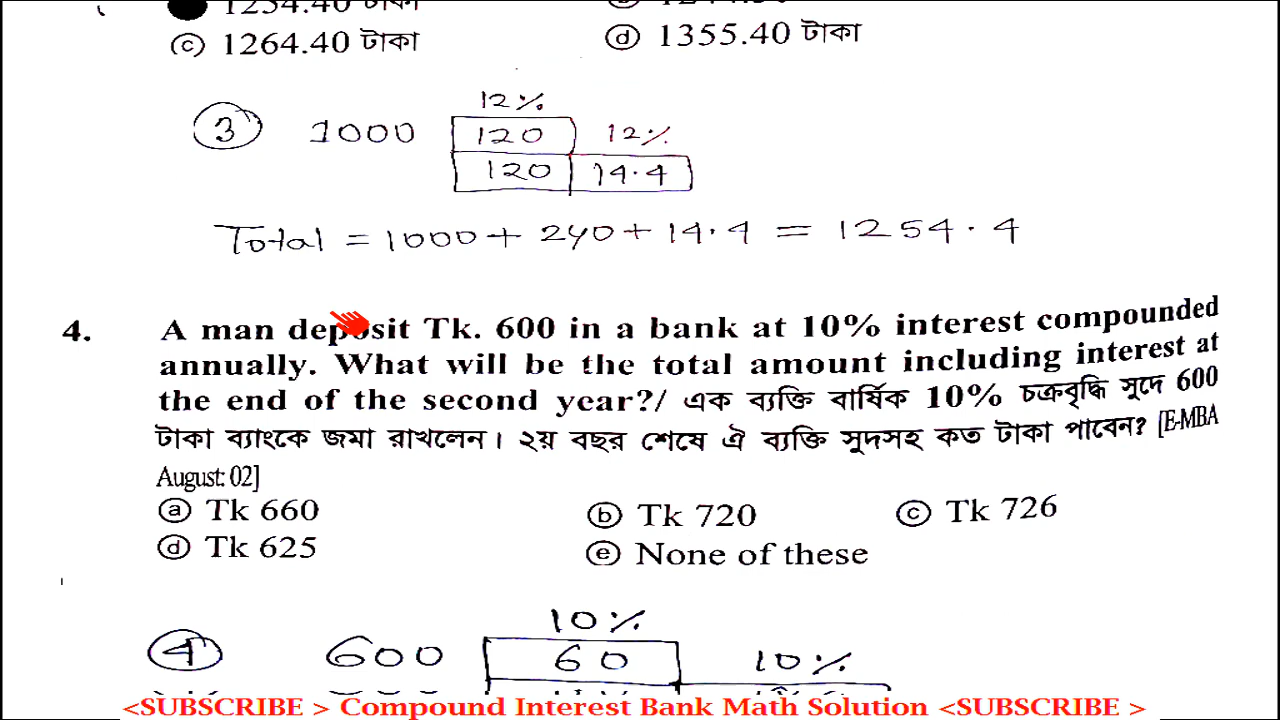 1254.40 টাকা
ⓒ 1264.40 টাকা ⓓ 1355.40 টাকা
12%
③ 1000 120 12%
120 14.4
Total = 1000 + 240 + 14.4 = 1254.4
4. A man deposit Tk. 600 in a bank at 10% interest compounded
annually. What will be the total amount including interest at
the end of the second year?/ এক ব্যক্তি বার্ষিক 10% চক্রবৃদ্ধি সুদে 600
টাকা ব্যাংকে জমা রাখলেন। ২য় বছর শেষে ঐ ব্যক্তি সুদসহ কত টাকা পাবেন? [E-MBA
August: 02]
ⓐ Tk 660 ⓑ Tk 720 ⓒ Tk 726
ⓓ Tk 625 ⓔ None of these
10%
④ 600 60 10%
<SUBSCRIBE > Compound Interest Bank Math Solution <SUBSCRIBE >